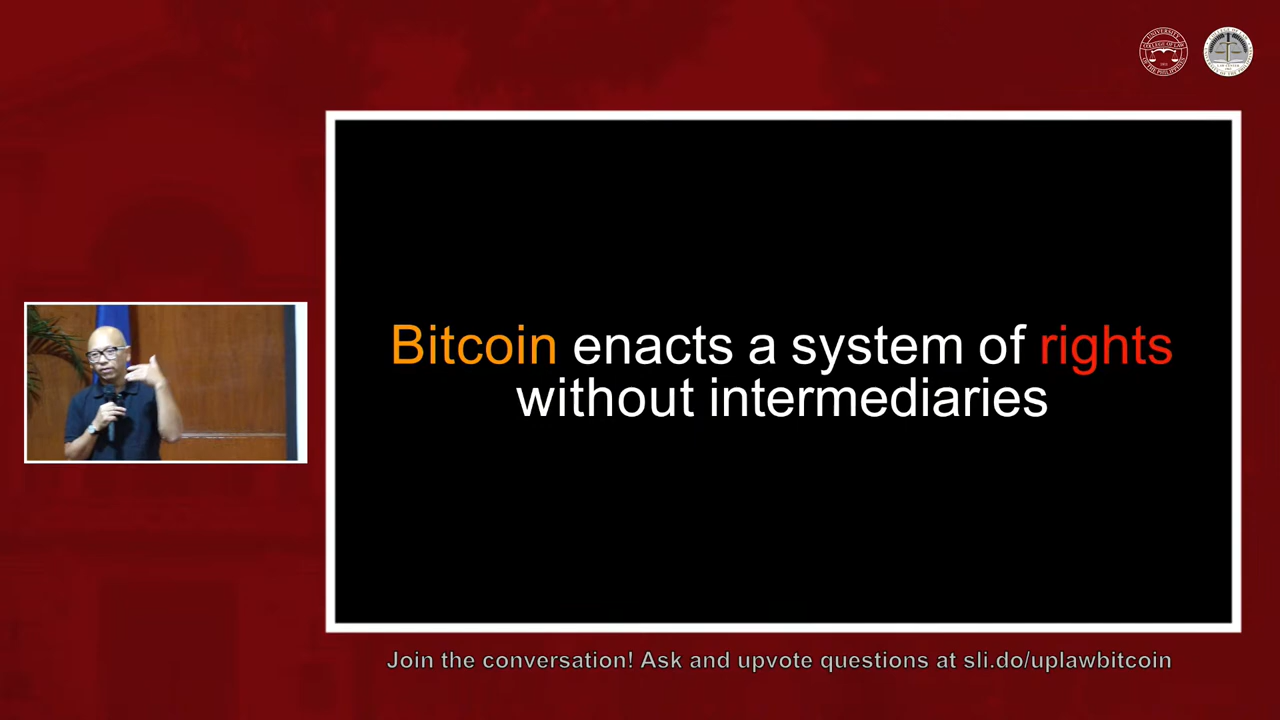 Bitcoin enacts a system of rights
without intermediaries
Join the conversation! Ask and upvote questions at sli.do/uplawbitcoin